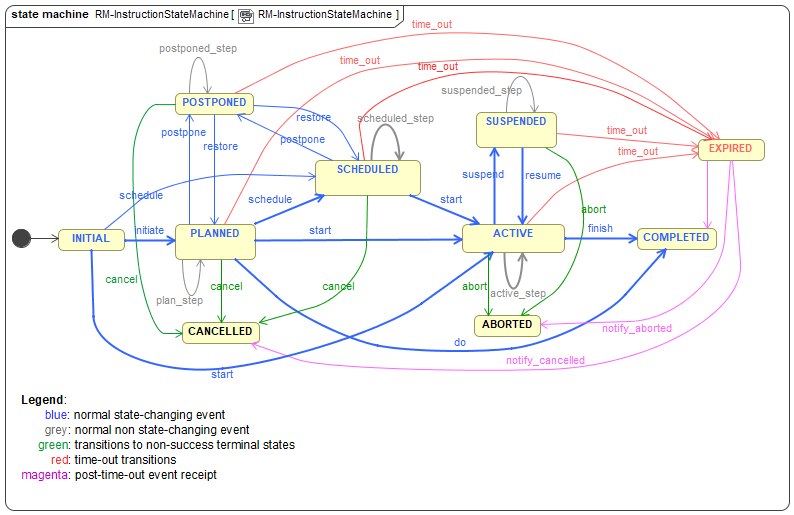 state machine RM-InstructionStateMachine [ RM-InstructionStateMachine ]
time_out
postponed_step
time_out
time_out
suspended_step
POSTPONED
restore
scheduled_step
SUSPENDED
time_out
postpone
postpone
restore
EXPIRED
time_out
SCHEDULED
suspend
resume
schedule
schedule
start
abort
initiate
start
finish
INITIAL
PLANNED
ACTIVE
COMPLETED
cancel
cancel
cancel
abort
active_step
plan_step
CANCELLED
ABORTED
notify_aborted
do
notify_cancelled
start
Legend:
blue: normal state-changing event
grey: normal non state-changing event
green: transitions to non-success terminal states
red: time-out transitions
magenta: post-time-out event receipt